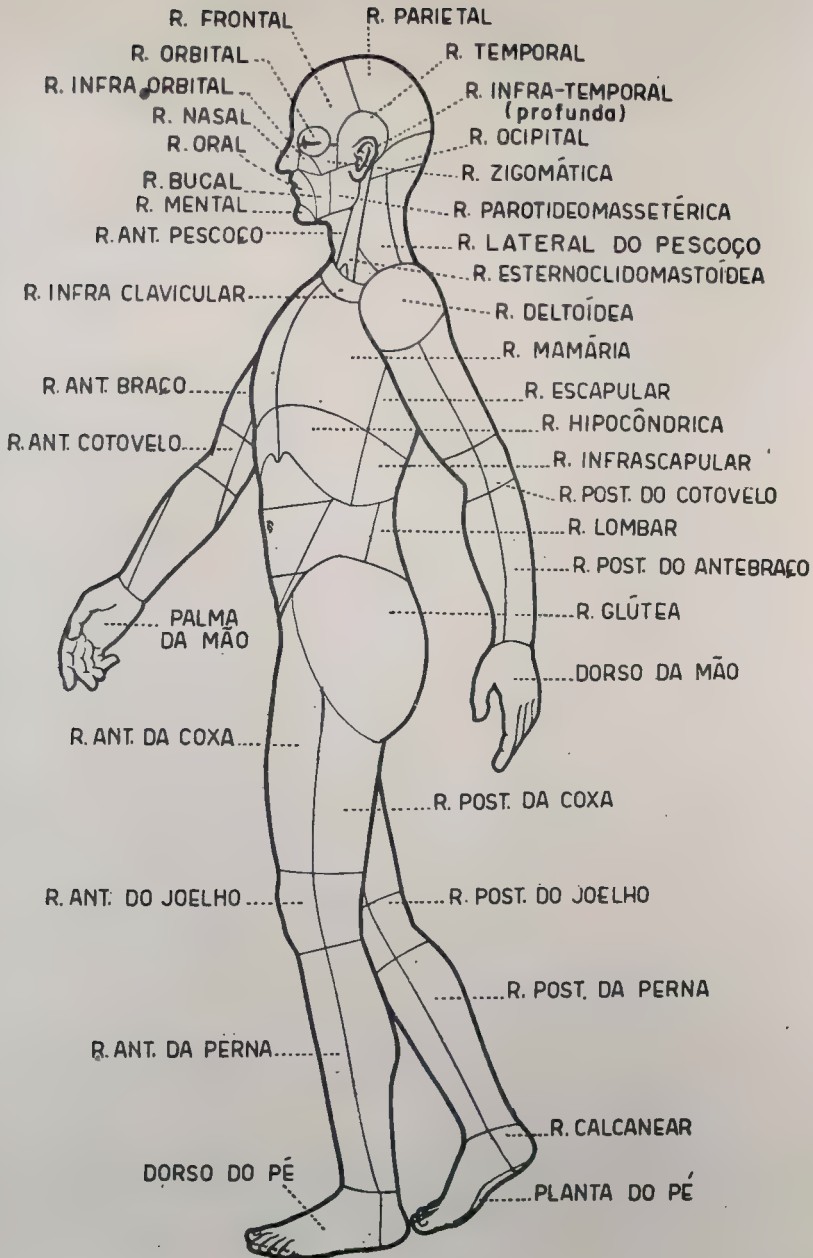 R. FRONTAL
R. PARIETAL
R. ORBITAL
R. TEMPORAL
R. INFRA ORBITAL
R. INFRA-TEMPORAL
(profunda)
R. NASAL
R. OCIPITAL
R. ORAL
R. ZIGOMÁTICA
R. BUCAL
R. MENTAL
R. PAROTIDEOMASSETÉRICA
R. ANT. PESCOÇO
R. LATERAL DO PESCOÇO
R. ESTERNOCLIDOMASTOÍDEA
R. INFRA CLAVICULAR
R. DELTOÍDEA
R. MAMÁRIA
R. ANT. BRAÇO
R. ESCAPULAR
R. HIPOCÔNDRICA
R. ANT. COTOVELO
R. INFRASCAPULAR
R. POST. DO COTOVELO
R. LOMBAR
R. POST. DO ANTEBRAÇO
R. GLÚTEA
PALMA
DA MÃO
DORSO DA MÃO
R. ANT. DA COXA
R. POST. DA COXA
R. ANT. DO JOELHO
R. POST. DO JOELHO
R. POST. DA PERNA
R. ANT. DA PERNA
R. CALCANEAR
DORSO DO PÉ
PLANTA DO PÉ